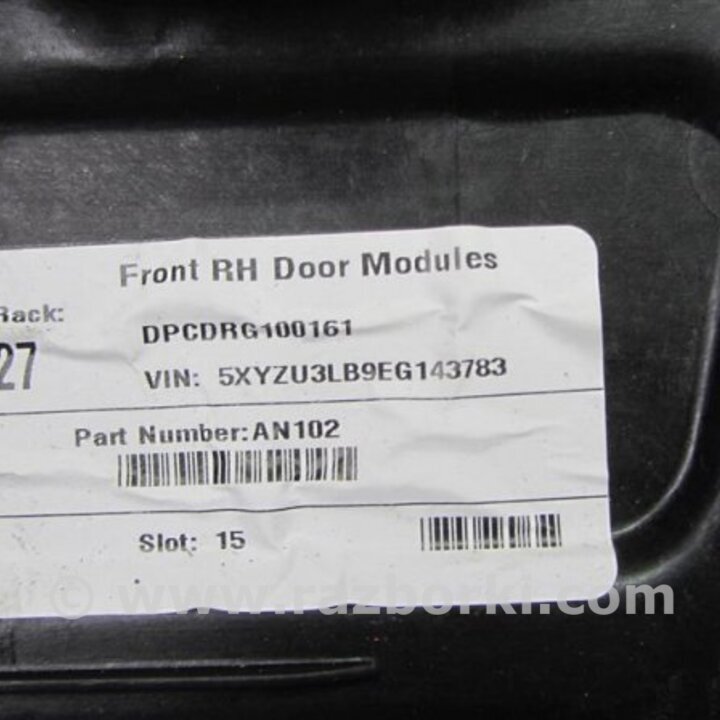 Front RH Door Modules
Rack:
DPCDRG100161
27
VIN: 5XYZU3LB9EG143783
Part Number:AN102
Slot: 15
© www.razborki.com